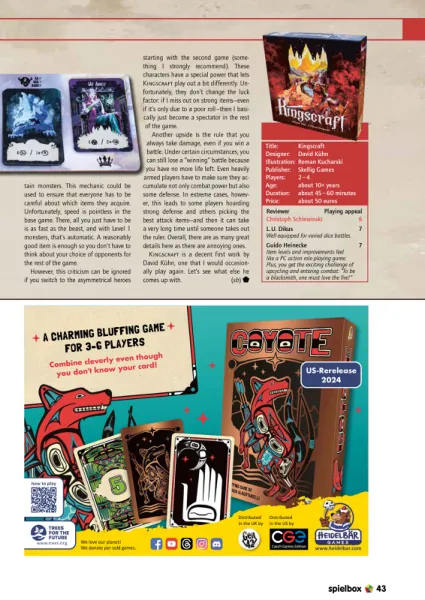 tain monsters. This mechanic could be
used to ensure that everyone has to be
careful about which items they acquire.
Unfortunately, speed is pointless in the
base game: There, all you just have to be
is as fast as the beast, and with Level 1
monsters, that's automatic. A reasonably
good item is enough so you don't have to
think about your choice of opponents for
the rest of the game.
However, this criticism can be ignored
if you switch to the asymmetrical heroes
starting with the second game (some-
thing I strongly recommend). These
characters have a special power that lets
KINGSCRAFT play out a bit differently. Un-
fortunately, they don't change the luck
factor: if I miss out on strong items—even
if it's only due to a poor roll—then I basi-
cally just become a spectator in the rest
of the game.
Another upside is the rule that you
always take damage, even if you win a
battle. Under certain circumstances, you
can still lose a "winning" battle because
you have no more life left. Even heavily
armed players have to make sure they ac-
cumulate not only combat power but also
some defense. In extreme cases, howev-
er, this leads to some players hoarding
strong defense and others picking the
best attack items—and then it can take
a very long time until someone takes out
the ruler. Overall, there are as many great
details here as there are annoying ones.
KINGSCRAFT is a decent first work by
David Kühn, one that I would occasion-
ally play again. Let's see what else he
comes up with. (sb)
Kingscraft
Title: Kingscraft
Designer: David Kühn
Illustration: Roman Kucharski
Publisher: Skellig Games
Players: 2–4
Age: about 10+ years
Duration: about 45–60 minutes
Price: about 50 euros
Reviewer Playing appeal
Christoph Schlewinski 6
L.U. Dikus 7
Well equipped for varied dice battles.
Guido Heinecke 7
Item levels and improvements feel
like a PC action role playing game.
Plus, you get the exciting challenge of
upcycling and entering combat: "To be
a blacksmith, one must love the fire!"
A CHARMING BLUFFING GAME
FOR 3-6 PLAYERS
Combine cleverly even though
you don't know your card!
COYOTE
US-Rerelease
2024
5
how to play
TREES
FOR THE
FUTURE
www.trees.org
We love our planet!
We donate per sold games.
Distributed
in the UK by
Distributed
in the US by
CGE
Czech Games Edition
HEIDELBÄR
GAMES
www.heidelbar.com
spielbox 43